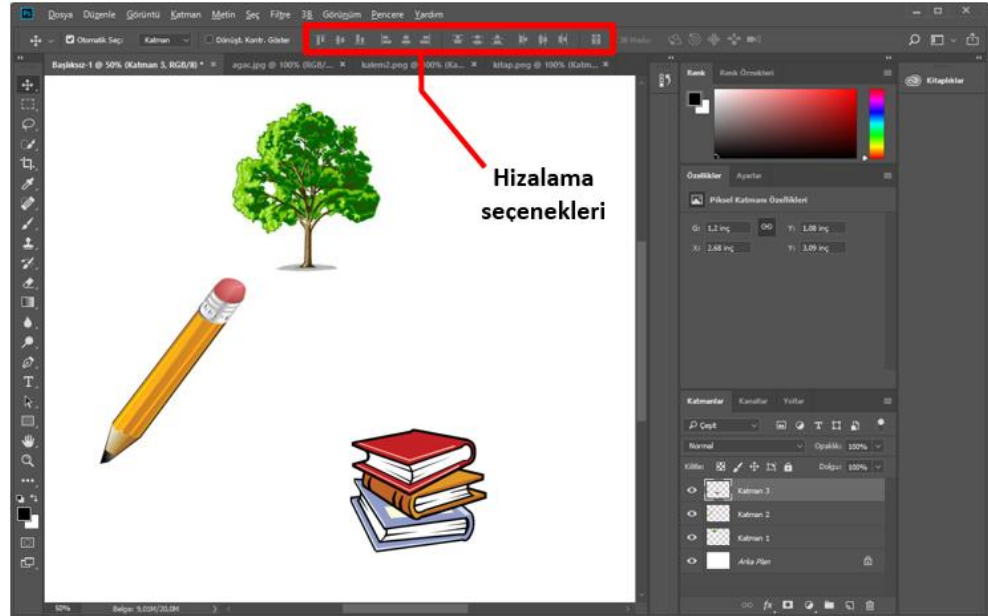 Ps Dosya Düzenle Görüntü Katman Metin Seç Filtre 3B Görünüm Pencere Yardım
Otomatik Seç: Katman Dönüşt. Kontr. Göster
Başlıksız-1 @ 50% (Katman 3, RGB/8) * × agac.jpg @ 100% (RGB/... × kalem2.png @ 100% (Ka... × kitap.png @ 100% (Katm... ×
Renk Renk Örnekleri
Kitaplıklar
Hizalama
seçenekleri
Özellikler Ayarlar
Piksel Katmanı Özellikleri
G: 1,2 inç Y: 1,08 inç
X: 2,68 inç Y: 3,09 inç
Katmanlar Kanallar Yollar
Çeşit
Normal Opaklık: 100%
Kilitle: Dolgu: 100%
Katman 3
Katman 2
Katman 1
Arka Plan
50% Belge: 9,01M/20,0M